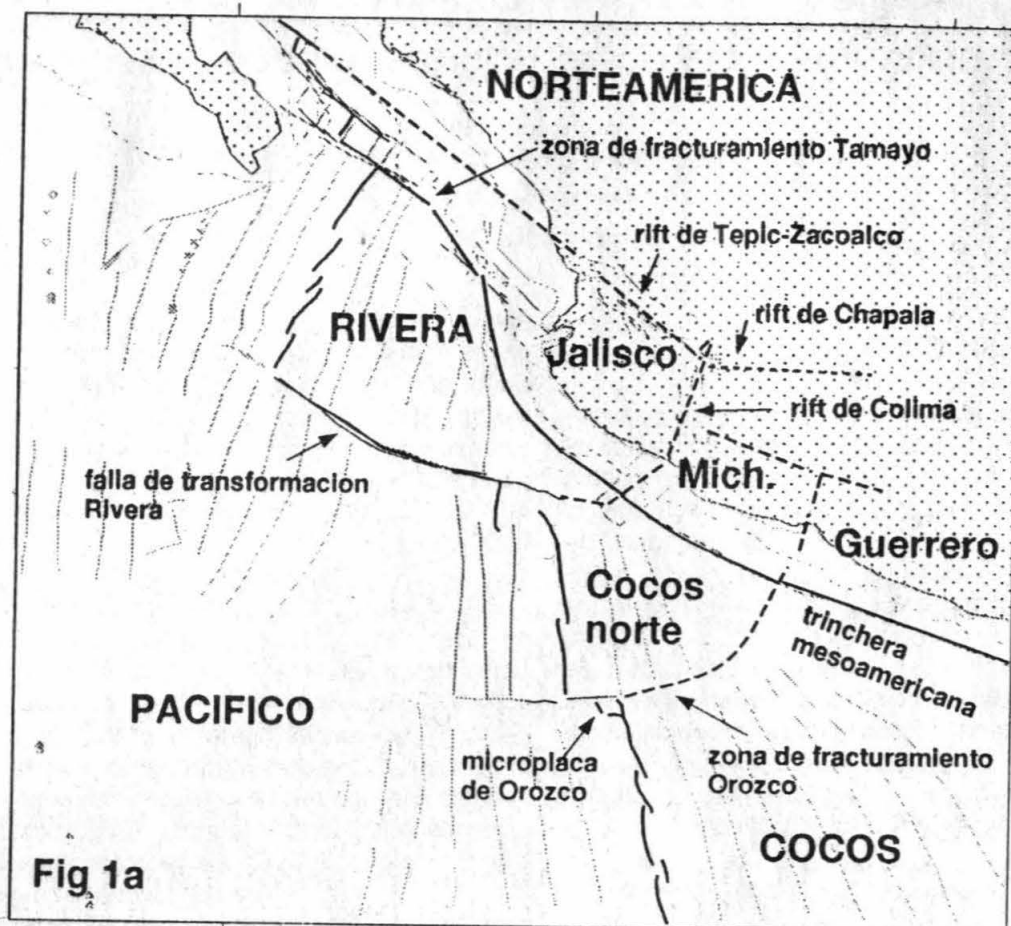 NORTEAMERICA
zona de fracturamiento Tamayo
rift de Tepic-Zacoalco
rift de Chapala
RIVERA
Jalisco
rift de Colima
Mich.
falla de transformacion
Rivera
Guerrero
Cocos
norte
trinchera
mesoamericana
PACIFICO
microplaca
de Orozco
zona de fracturamiento
Orozco
COCOS
Fig 1a